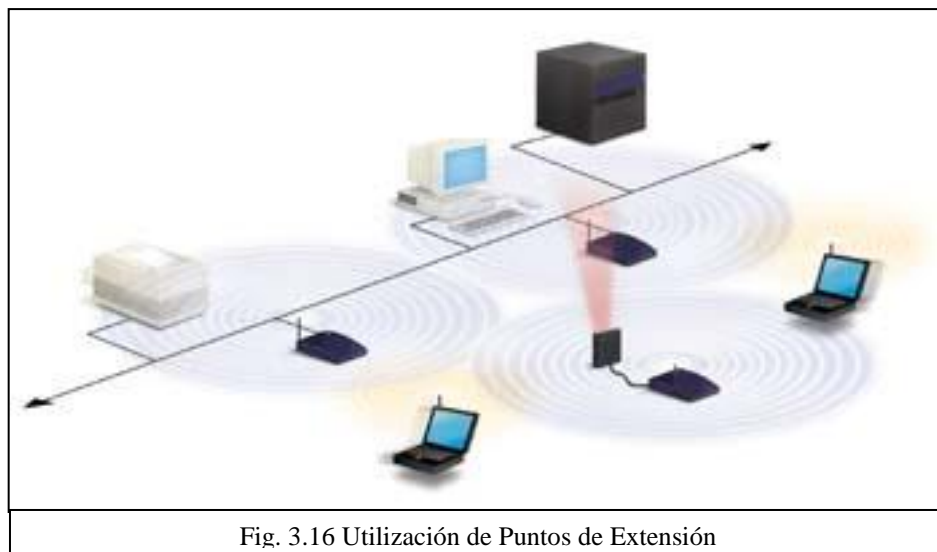 Fig. 3.16 Utilización de Puntos de Extensión